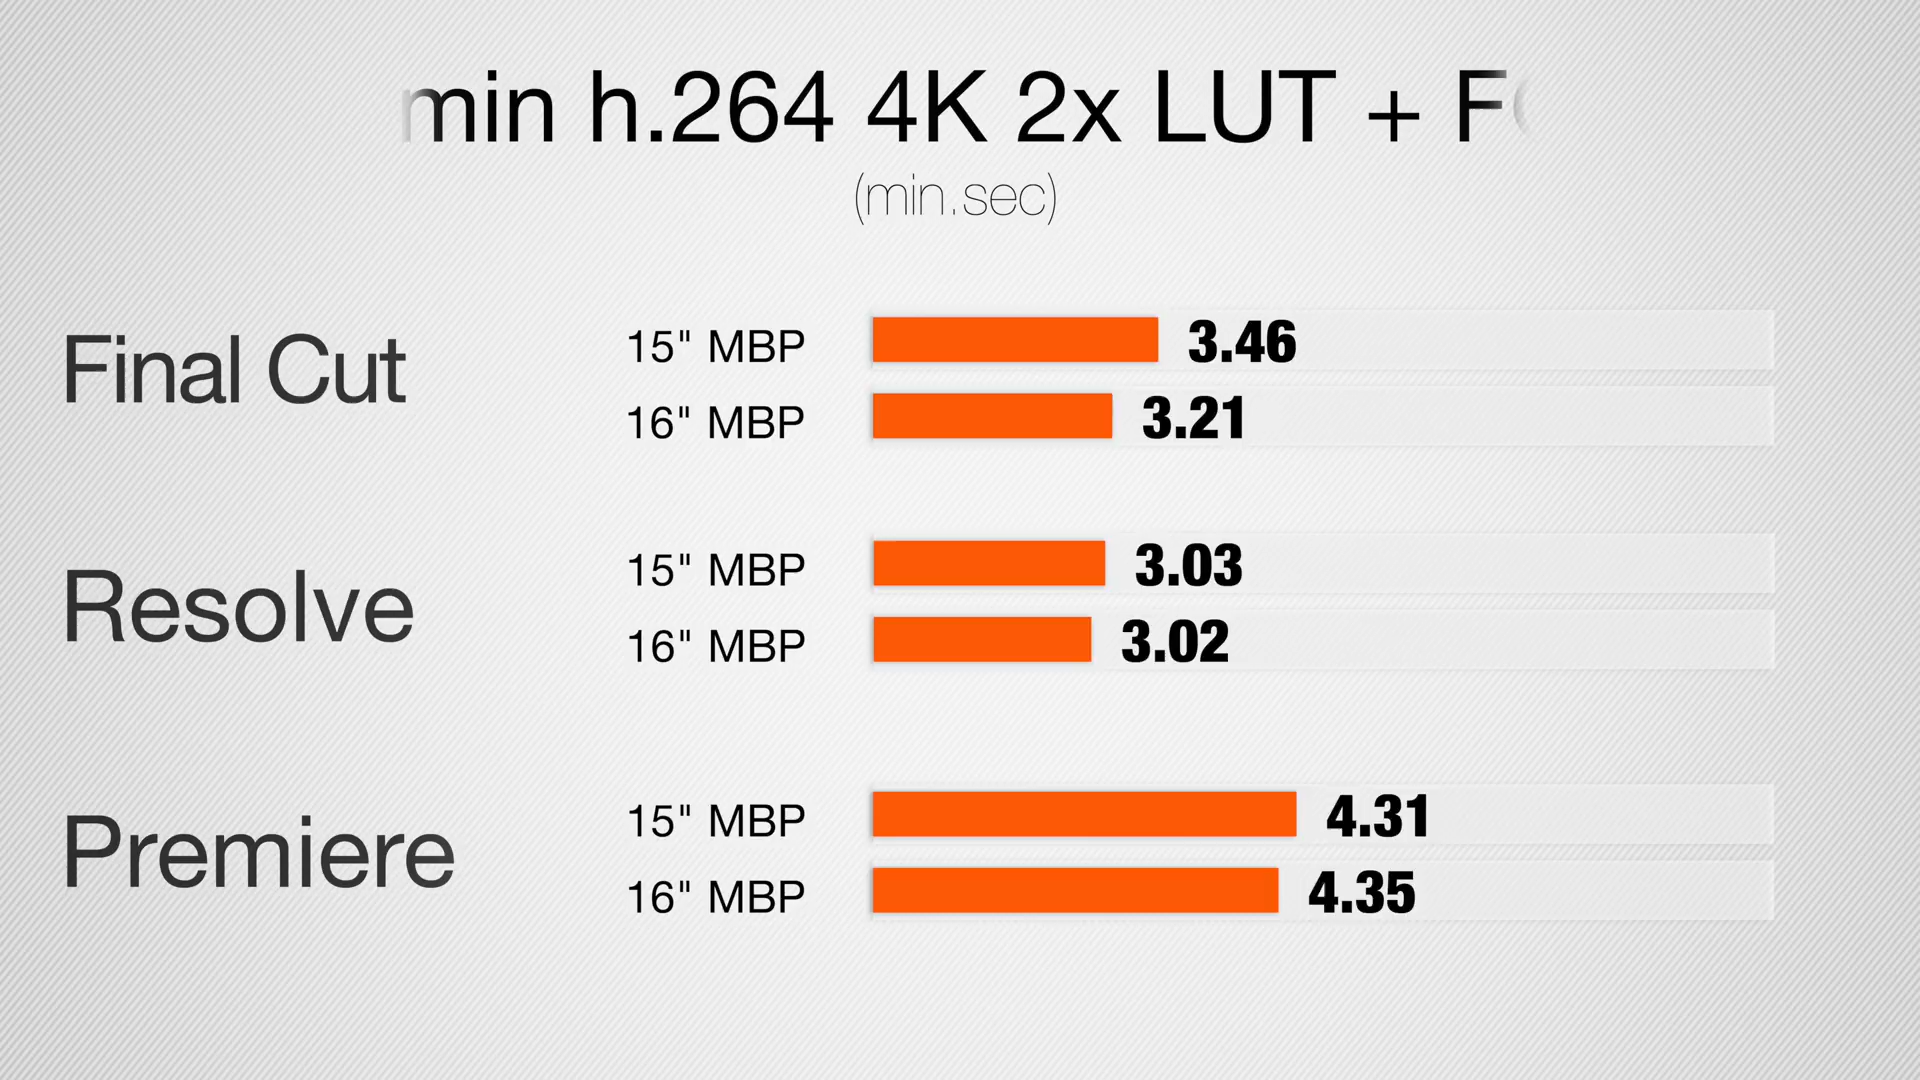 min h.264 4K 2x LUT +
(min.sec)
Final Cut
15" MBP 3.46
16" MBP 3.21
Resolve
15" MBP 3.03
16" MBP 3.02
Premiere
15" MBP 4.31
16" MBP 4.35